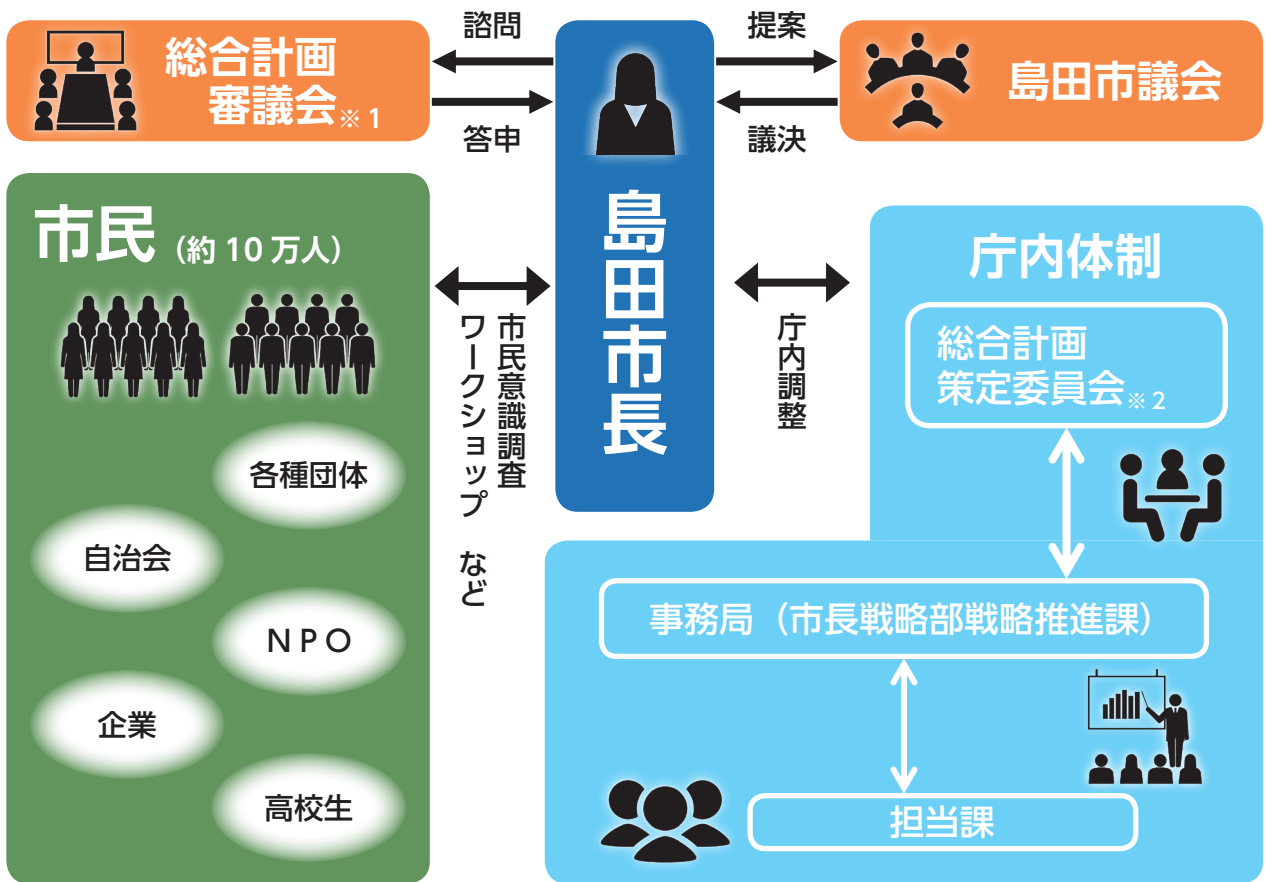 総合計画
審議会※1
諮問
答申
島田市長
提案
議決
島田市議会
市民（約10万人）
各種団体
自治会
NPO
企業
高校生
市民意識調査
ワークショップ など
庁内調整
庁内体制
総合計画
策定委員会※2
事務局（市長戦略部戦略推進課）
担当課